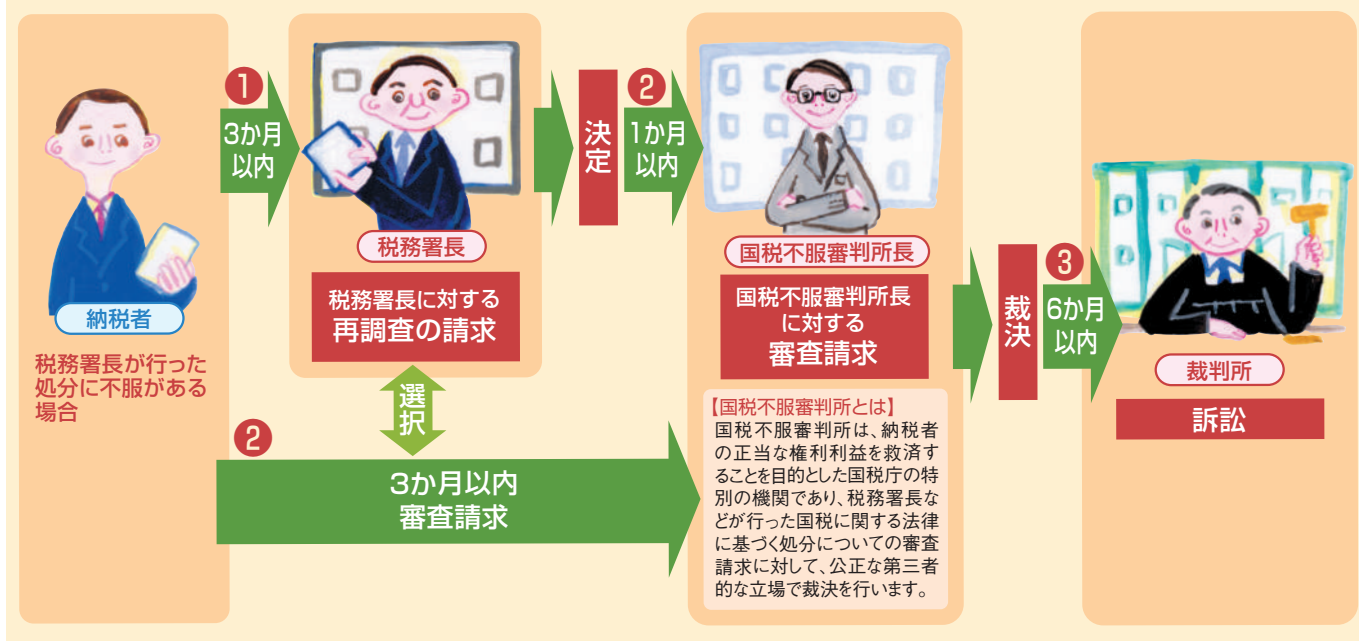 納税者
税務署長が行った
処分に不服がある
場合
❶
3か月
以内
税務署長
税務署長に対する
再調査の請求
選択
決定
❷
1か月
以内
❷
3か月以内
審査請求
国税不服審判所長
国税不服審判所長
に対する
審査請求
【国税不服審判所とは】
国税不服審判所は、納税者
の正当な権利利益を救済す
ることを目的とした国税庁の特
別の機関であり、税務署長な
どが行った国税に関する法律
に基づく処分についての審査
請求に対して、公正な第三者
的な立場で裁決を行います。
裁決
❸
6か月
以内
裁判所
訴訟